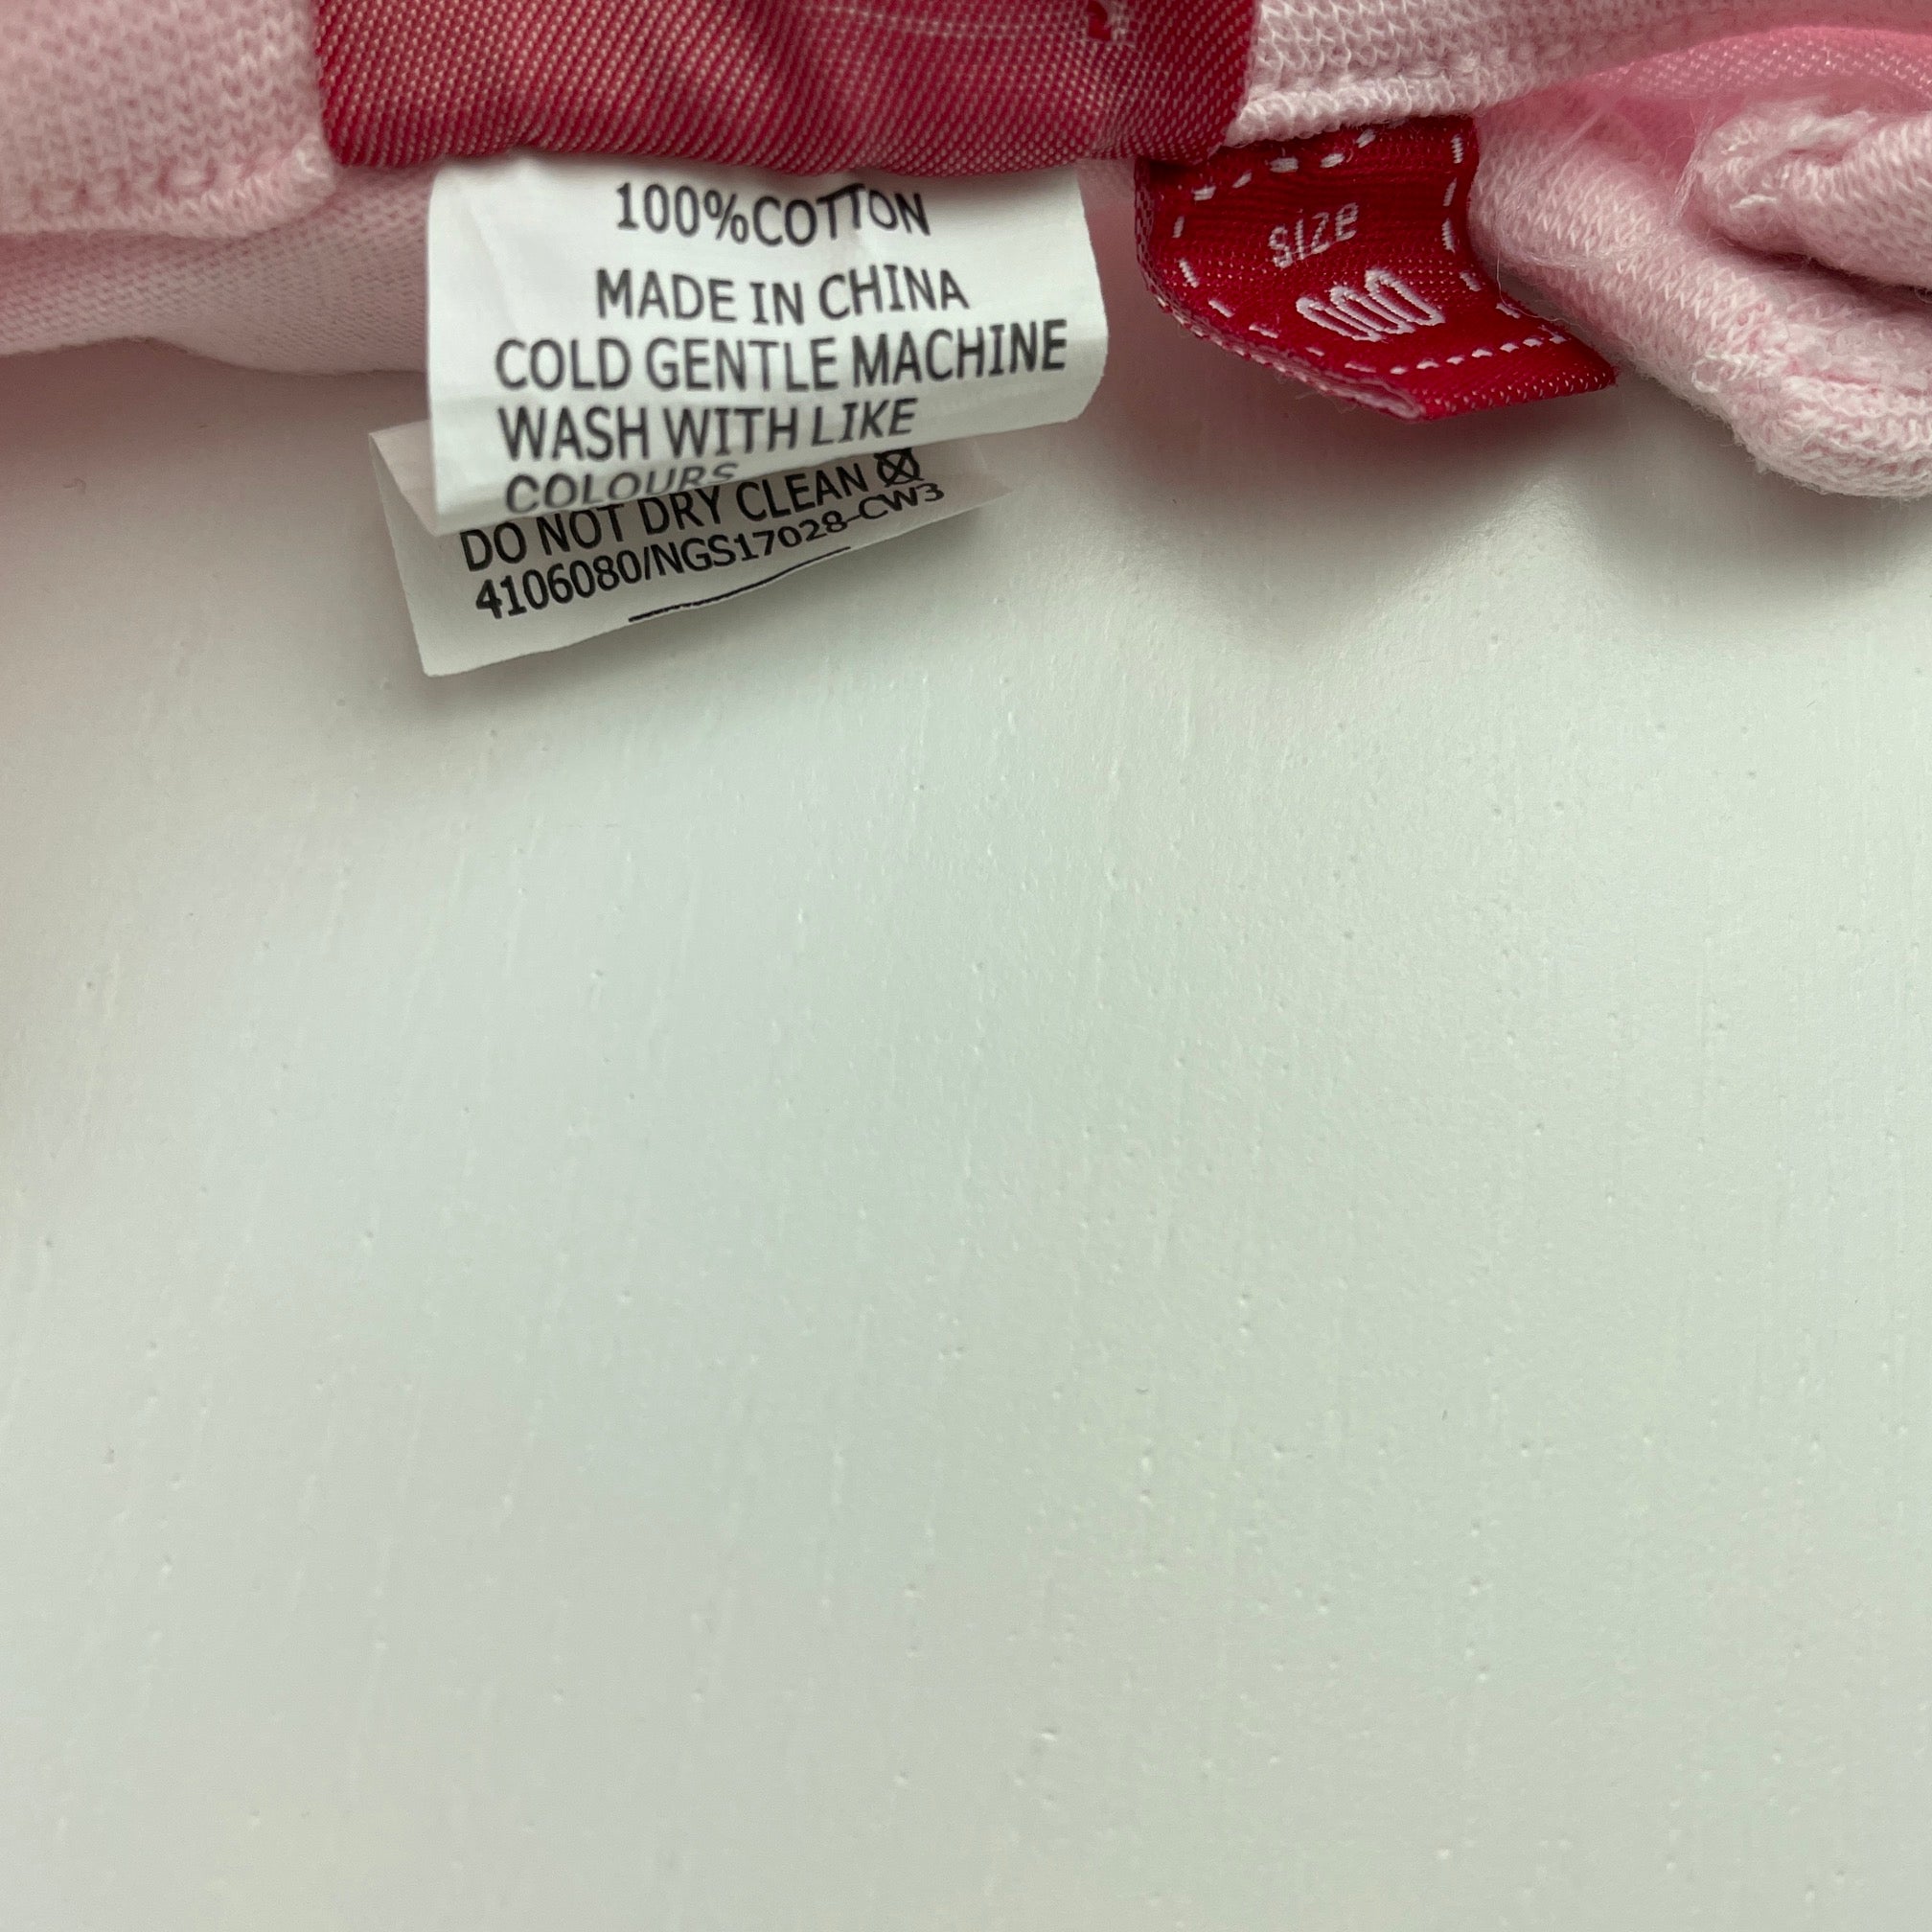 100%COTTON
MADE IN CHINA
COLD GENTLE MACHINE
WASH WITH LIKE
COLOURS
DO NOT DRY CLEAN
4106080/NGS17028-CW3
size
000